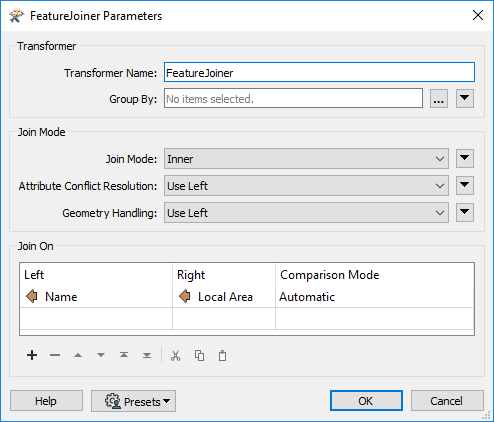 FeatureJoiner Parameters
Transformer
Transformer Name: FeatureJoiner
Group By: No items selected. ...
Join Mode
Join Mode: Inner
Attribute Conflict Resolution: Use Left
Geometry Handling: Use Left
Join On
Left Right Comparison Mode
Name Local Area Automatic
Help Presets OK Cancel